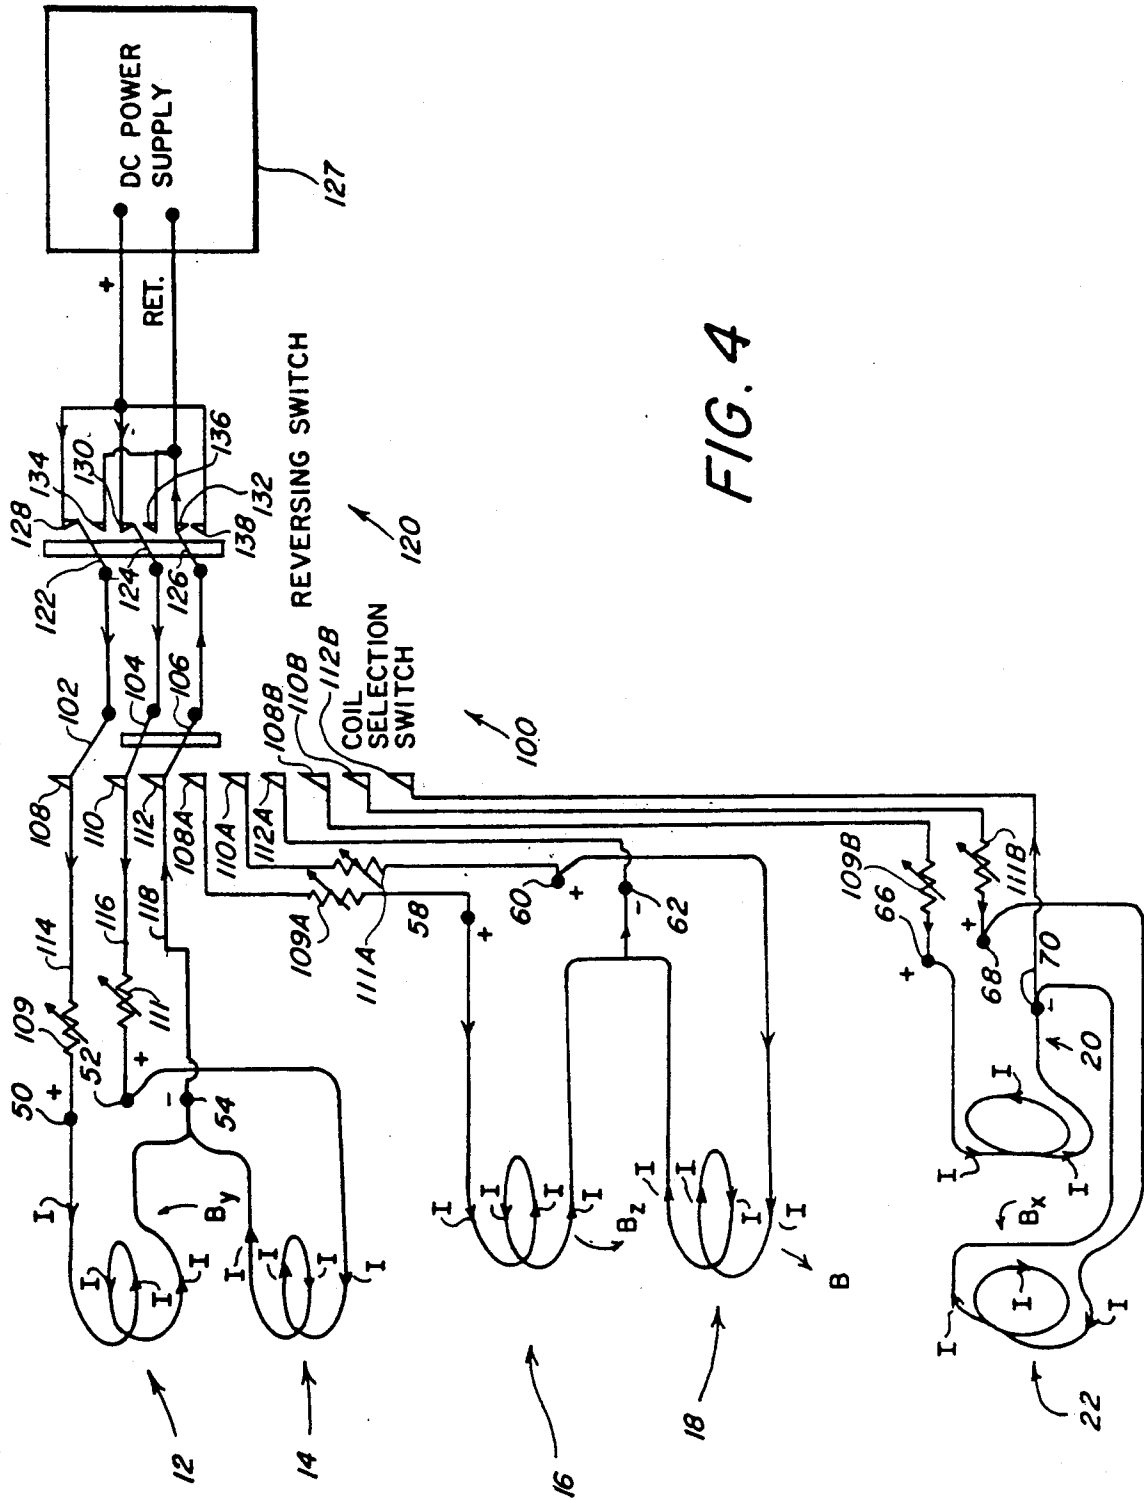 DC POWER
SUPPLY
127
+
RET.
128
134
130
136
132
138
122
124
126
REVERSING SWITCH
120
102
104
106
COIL
SELECTION
SWITCH
100
108
110
112
108A
110A
112A
108B
110B
112B
114
116
118
109
111
109A
111A
109B
111B
50
+
52
+
54
-
58
+
60
+
62
-
66
+
68
+
70
-
I
I
I
I
By
I
I
I
I
I
I
I
I
Bz
I
I
I
I
B
I
I
I
Bx
I
I
I
12
14
16
18
20
22
FIG. 4